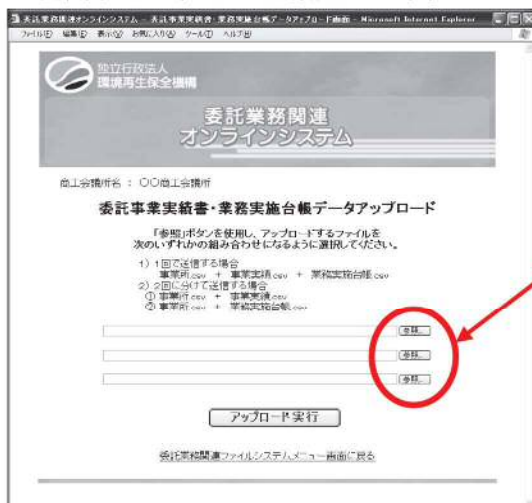 委託業務関連オンラインシステム - 委託事業実績書・業務実施台帳データアップロード画面 - Microsoft Internet Explorer
ファイル(F) 編集(E) 表示(V) お気に入り(A) ツール(T) ヘルプ(H)
独立行政法人
環境再生保全機構
委託業務関連
オンラインシステム
商工会議所名 : 〇〇商工会議所
委託事業実績書・業務実施台帳データアップロード
「参照」ボタンを使用し、アップロードするファイルを
次のいずれかの組み合わせになるように選択してください。
1) 1回で送信する場合
事業所.csv + 事業実績.csv + 業務実施台帳.csv
2) 2回に分けて送信する場合
① 事業所.csv + 事業実績.csv
② 事業所.csv + 業務実施台帳.csv
参照...
参照...
参照...
アップロード実行
委託業務関連ファイルシステムメニュー画面に戻る